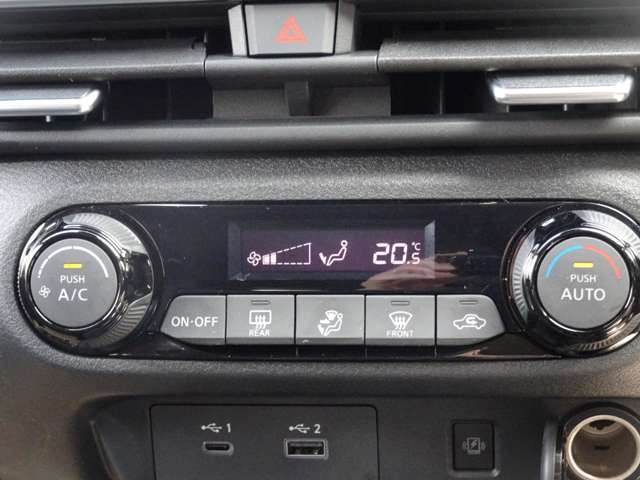 20.5 °C
PUSH
A/C
PUSH
AUTO
ON·OFF
REAR
FRONT
1
2